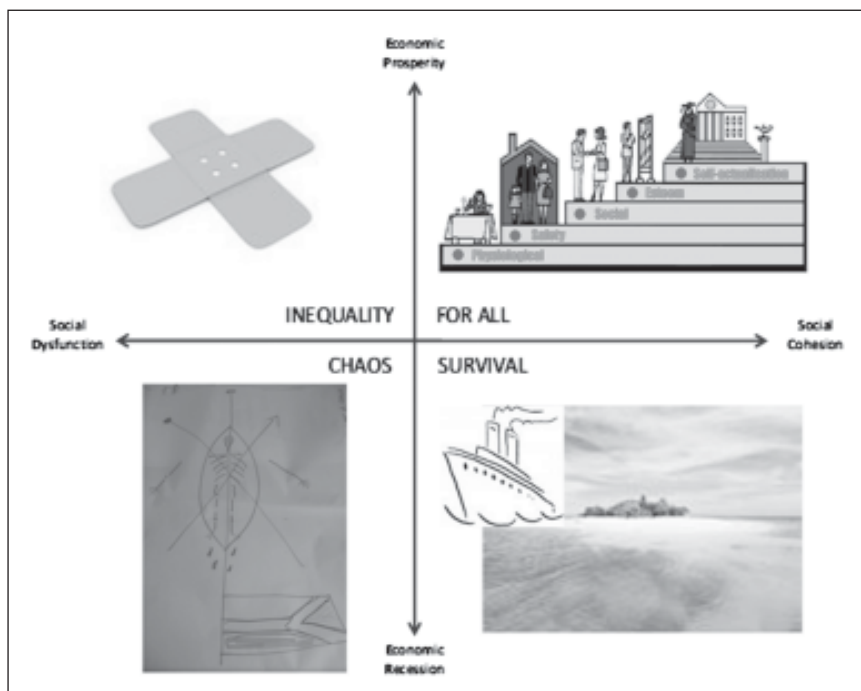 Economic
Prosperity
Self-actualisation
Esteem
Social
Safety
Physiological
INEQUALITY
FOR ALL
Social
Dysfunction
Social
Cohesion
CHAOS
SURVIVAL
Economic
Recession